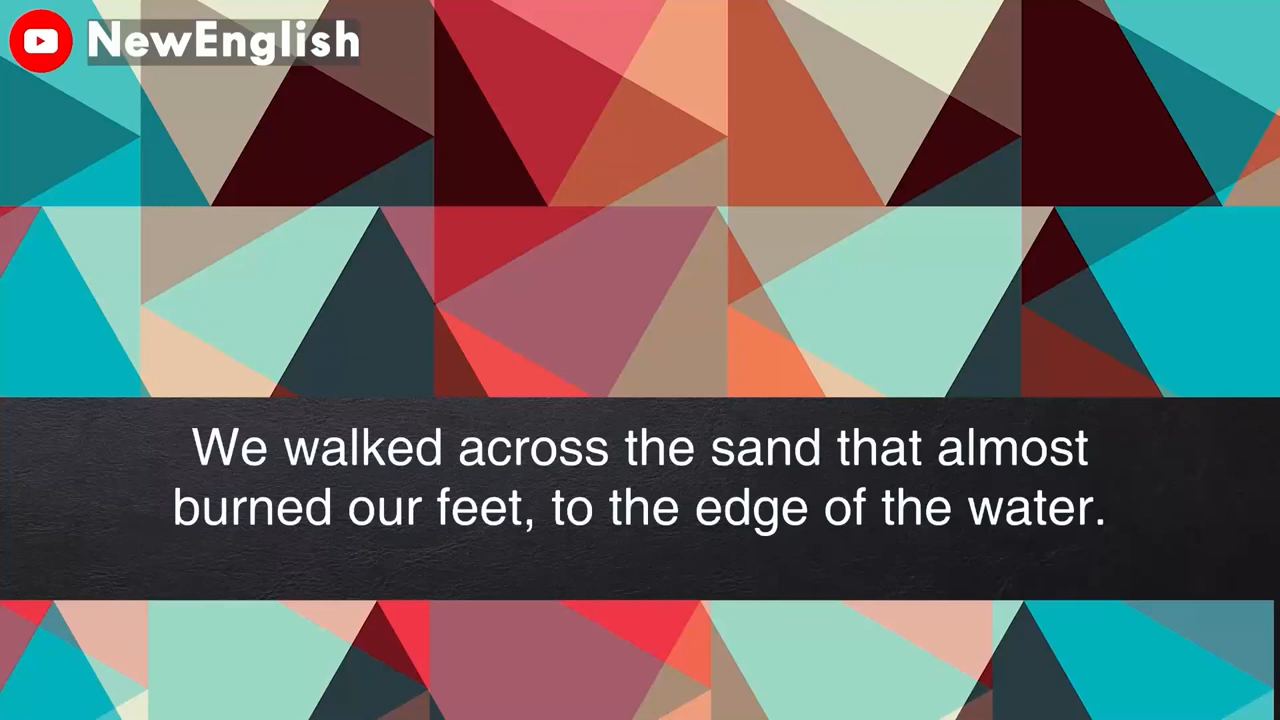 NewEnglish
We walked across the sand that almost
burned our feet, to the edge of the water.